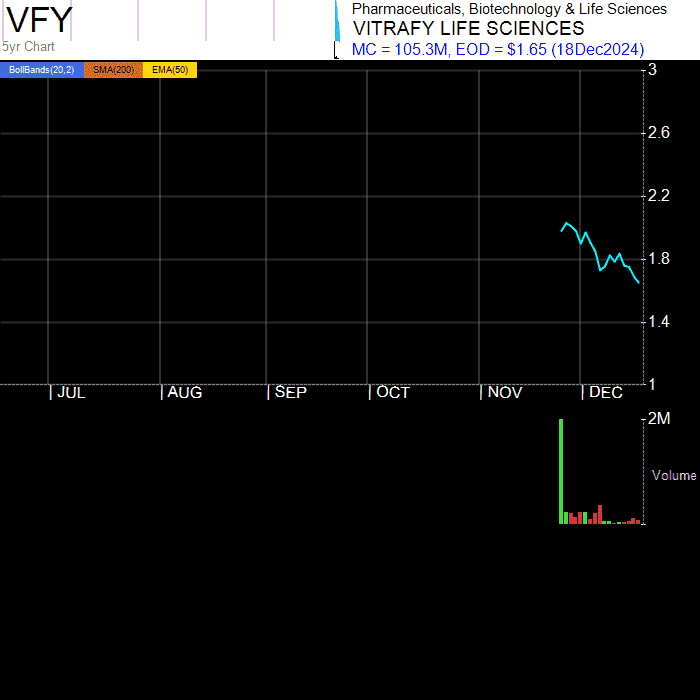 VFY
5yr Chart
Pharmaceuticals, Biotechnology & Life Sciences
VITRAFY LIFE SCIENCES
MC = 105.3M, EOD = $1.65 (18Dec2024)
BollBands(20,2) SMA(200) EMA(50)
3
2.6
2.2
1.8
1.4
1
JUL AUG SEP OCT NOV DEC
2M
Volume